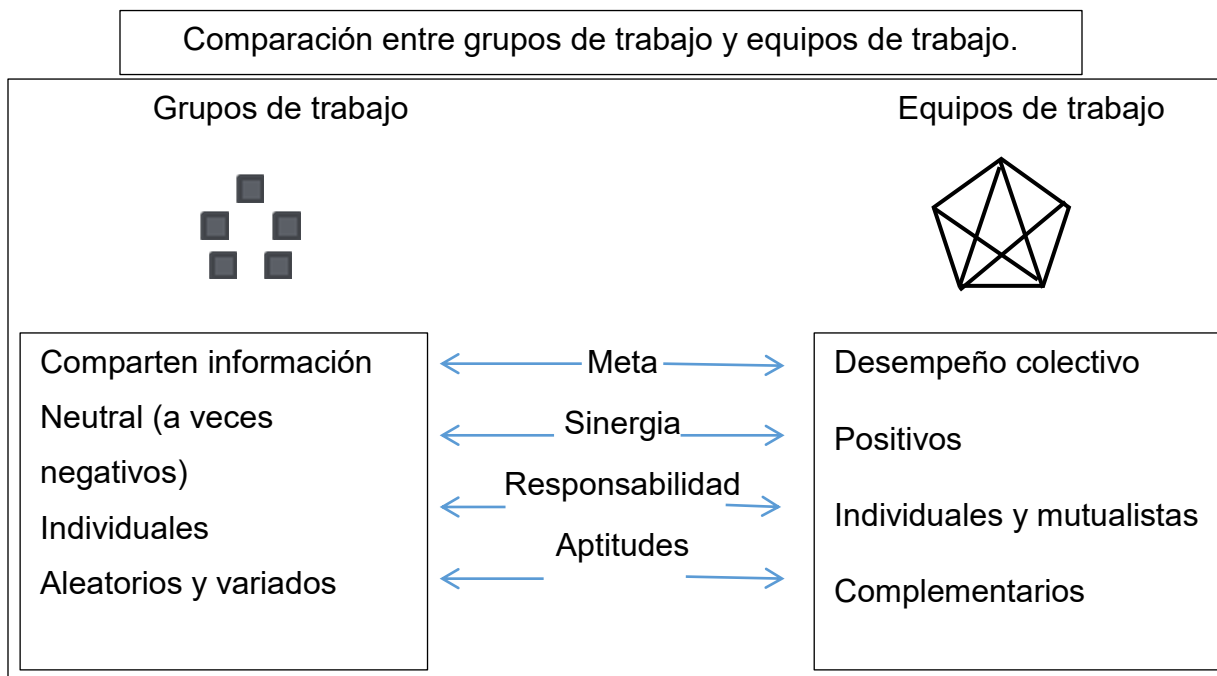 Comparación entre grupos de trabajo y equipos de trabajo.
Grupos de trabajo
Equipos de trabajo
Comparten información
Neutral (a veces
negativos)
Individuales
Aleatorios y variados
Meta
Sinergia
Responsabilidad
Aptitudes
Desempeño colectivo
Positivos
Individuales y mutualistas
Complementarios